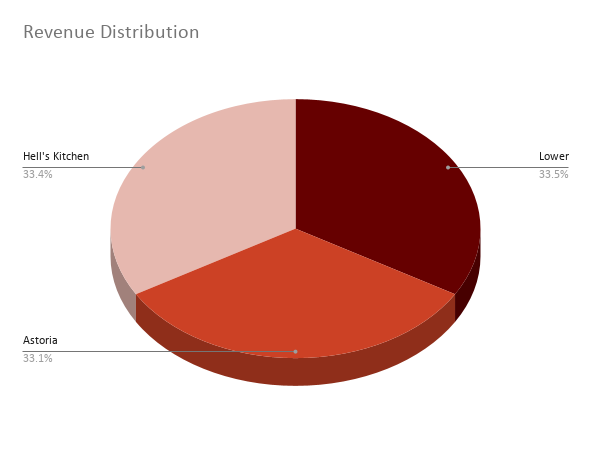 Revenue Distribution
Hell's Kitchen
33.4%
Lower
33.5%
Astoria
33.1%